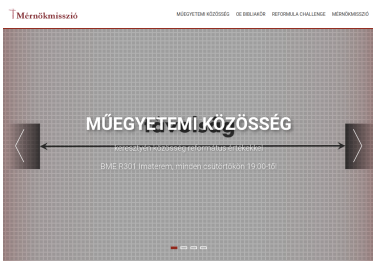 Mérnökmisszió
MŰEGYETEMI KÖZÖSSÉG OE BIBLIAKÖR REFORMULA CHALLENGE MÉRNÖKMISSZIÓ
MŰEGYETEMI KÖZÖSSÉG
távolság
keresztyén közösség református értékekkel
BME R301 Imaterem, minden csütörtökön 19:00-tól